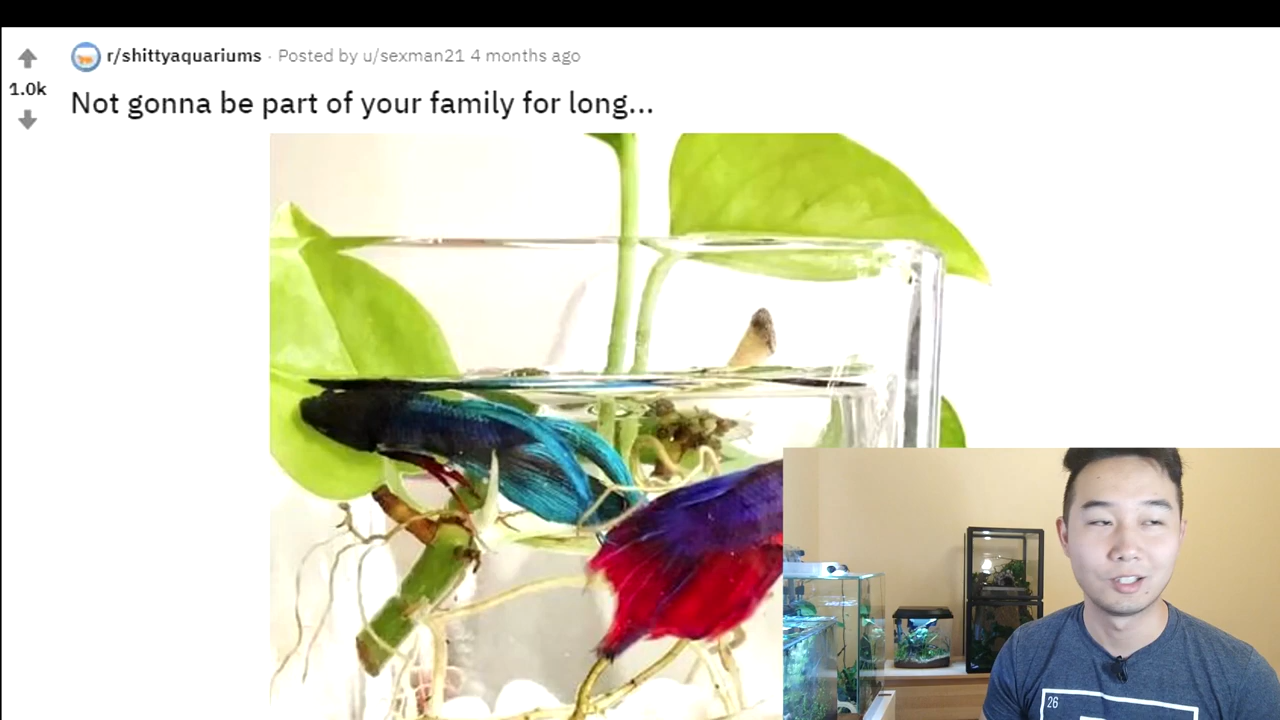 r/shittyaquariums · Posted by u/sexman21 4 months ago
1.0k
Not gonna be part of your family for long...
26